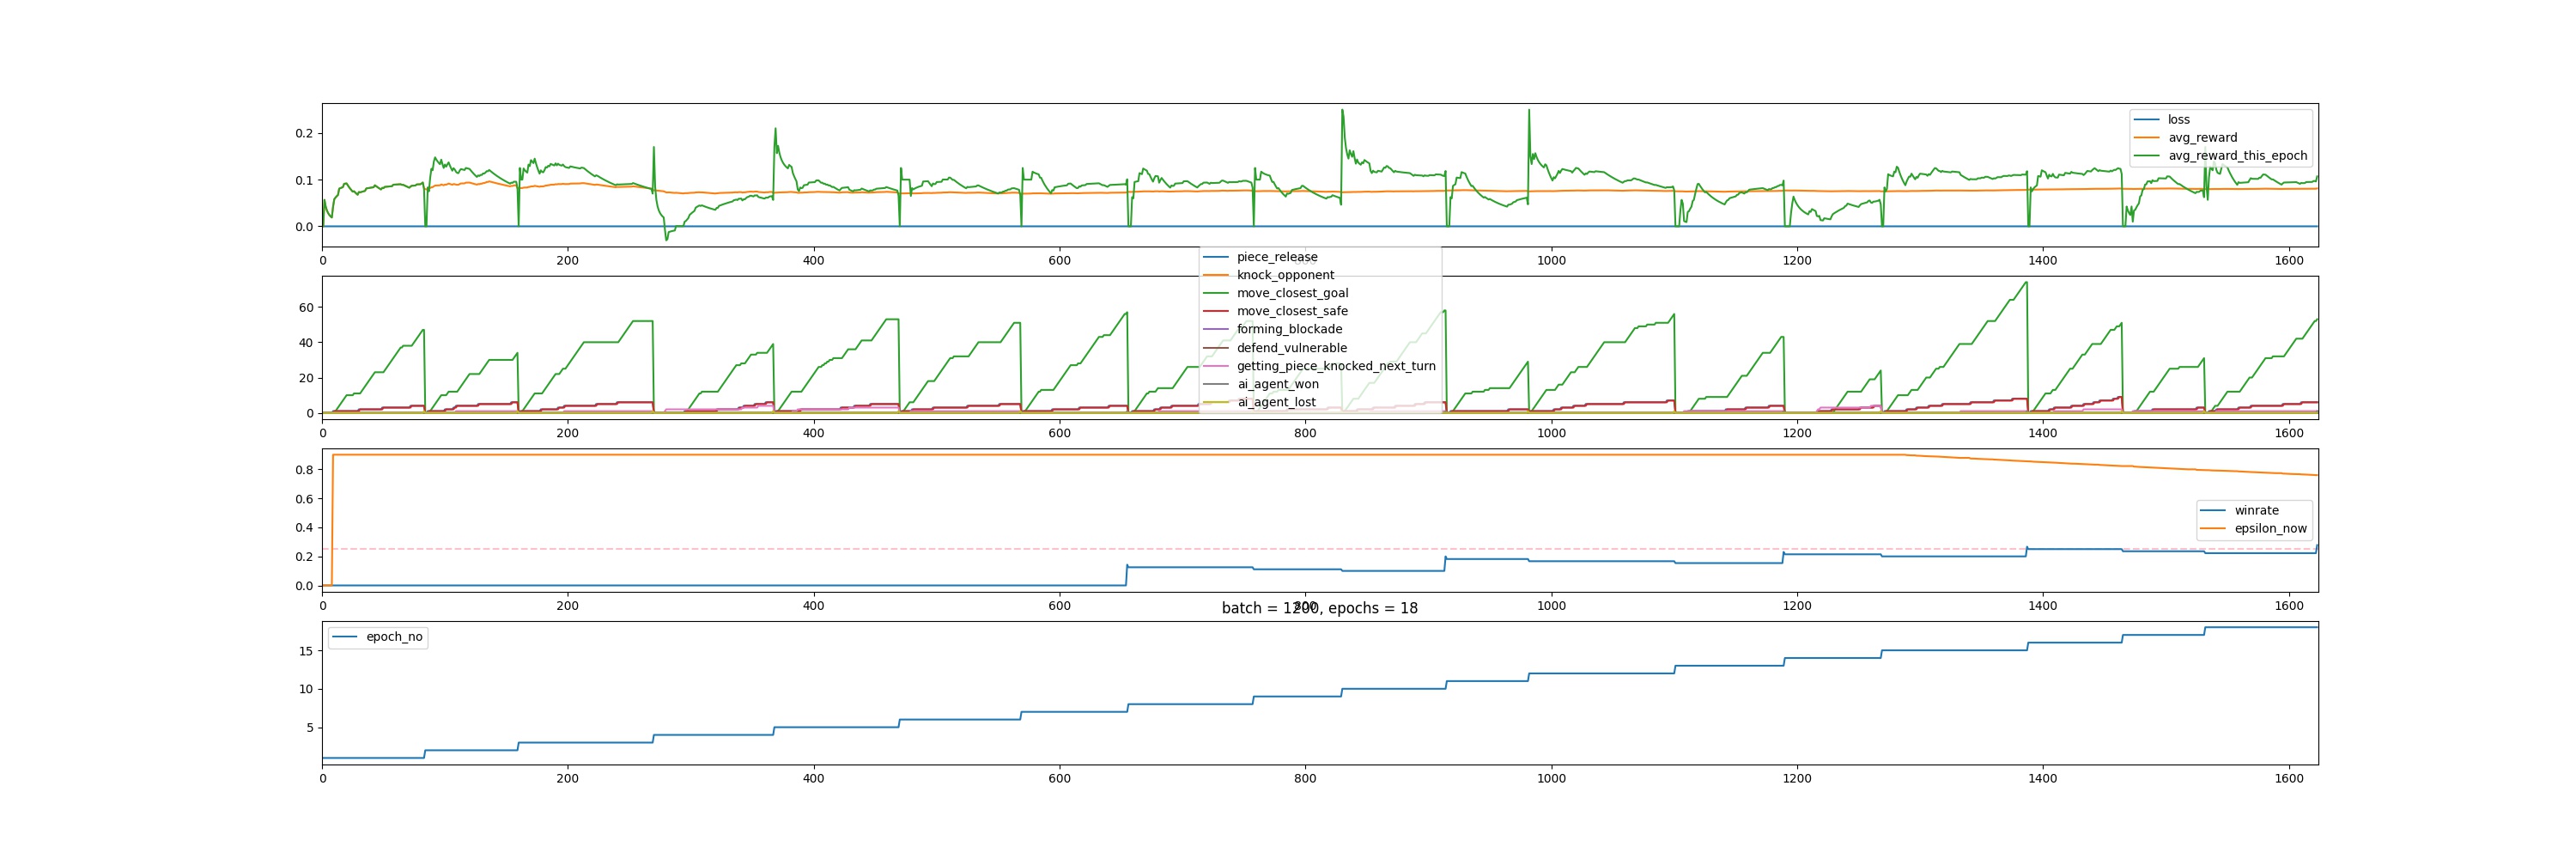 0.2
0.1
0.0
loss
avg_reward
avg_reward_this_epoch
0 200 400 600 800 1000 1200 1400 1600
60
40
20
0
piece_release
knock_opponent
move_closest_goal
move_closest_safe
forming_blockade
defend_vulnerable
getting_piece_knocked_next_turn
ai_agent_won
ai_agent_lost
0 200 400 600 800 1000 1200 1400 1600
0.8
0.6
0.4
0.2
0.0
winrate
epsilon_now
0 200 400 600 800 1000 1200 1400 1600
batch = 1200, epochs = 18
15
10
5
epoch_no
0 200 400 600 800 1000 1200 1400 1600